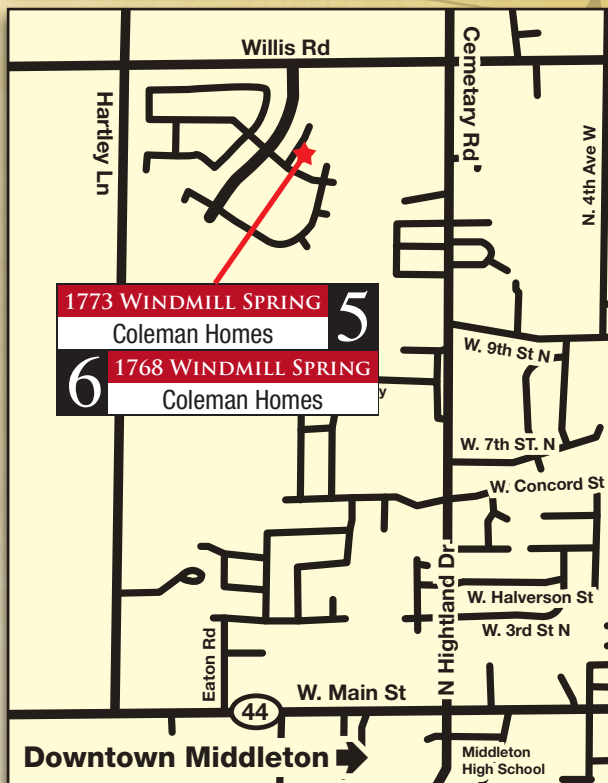 Willis Rd
Hartley Ln
Cemetary Rd
N. 4th Ave W
1773 Windmill Spring
Coleman Homes
5
6
1768 Windmill Spring
Coleman Homes
y
W. 9th St N
W. 7th ST. N
W. Concord St
N Hightland Dr
W. Halverson St
W. 3rd St N
Eaton Rd
W. Main St
44
Downtown Middleton
Middleton
High School